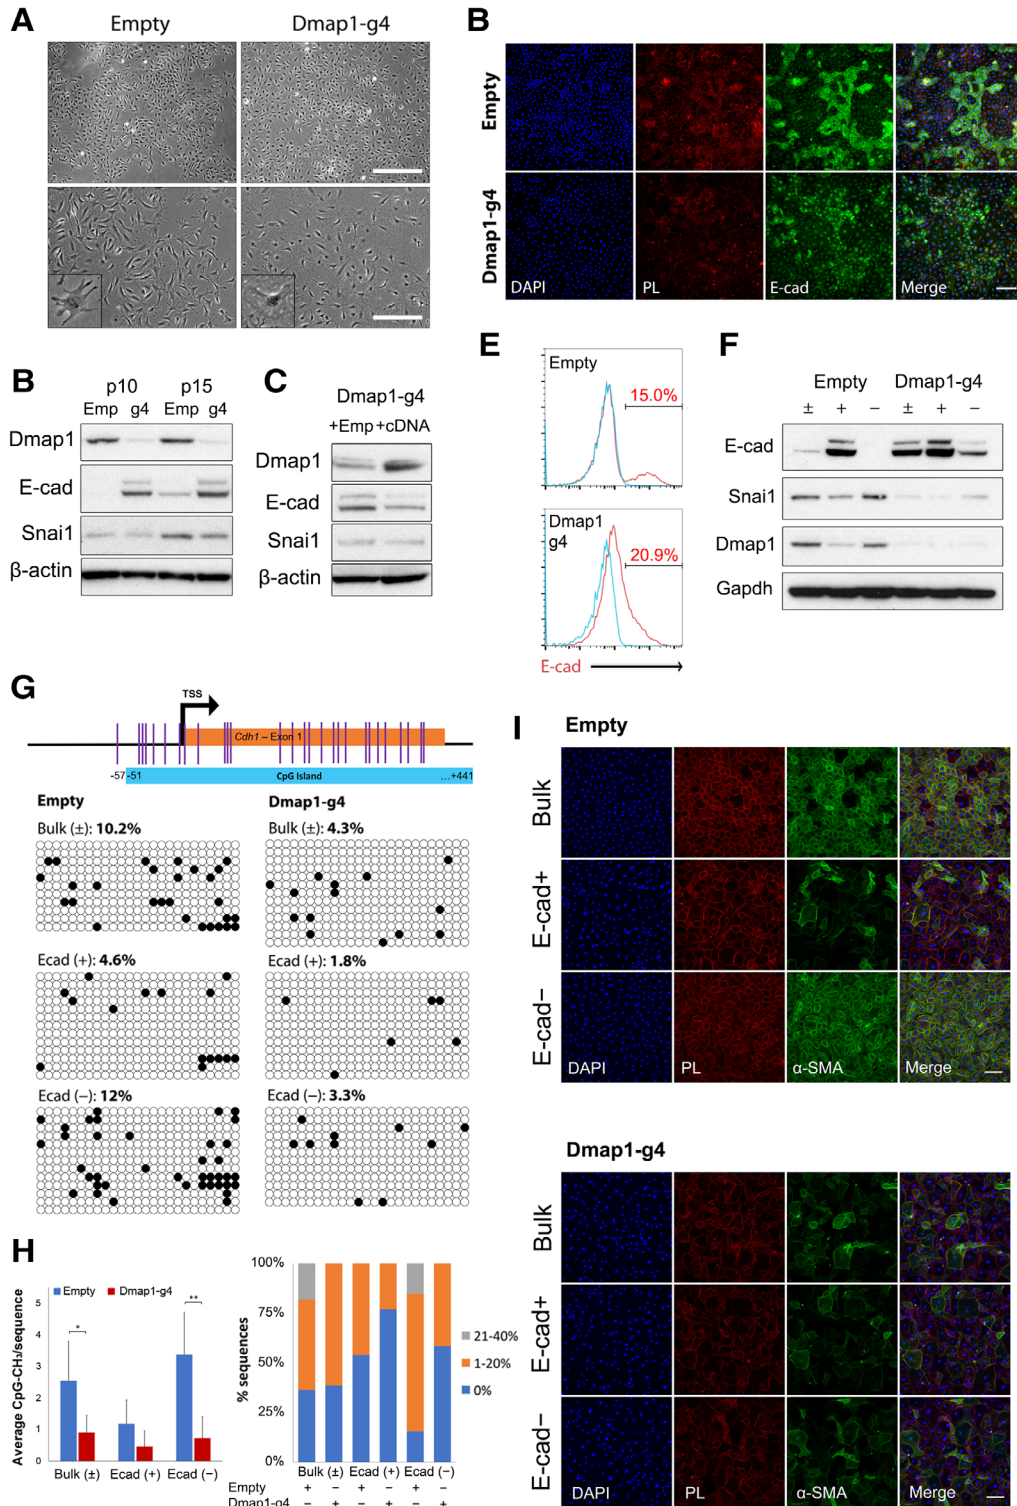 A
Empty
Dmap1-g4
B
Empty
Dmap1-g4
DAPI
PL
E-cad
Merge
B
p10
p15
Emp g4 Emp g4
Dmap1
E-cad
Snai1
β-actin
C
Dmap1-g4
+Emp +cDNA
Dmap1
E-cad
Snai1
β-actin
E
Empty
15.0%
Dmap1
g4
20.9%
E-cad
F
Empty
Dmap1-g4
± + − ± + −
E-cad
Snai1
Dmap1
Gapdh
G
TSS
Cdh1 – Exon 1
-57 -51
CpG Island
...+441
Empty
Dmap1-g4
Bulk (±): 10.2%
Bulk (±): 4.3%
Ecad (+): 4.6%
Ecad (+): 1.8%
Ecad (−): 12%
Ecad (−): 3.3%
H
Empty
Dmap1-g4
Average CpG-CH₃/sequence
5
4
3
2
1
0
*
**
Bulk (±)
Ecad (+)
Ecad (−)
% sequences
100%
75%
50%
25%
0%
21-40%
1-20%
0%
Bulk (±)
Ecad (+)
Ecad (−)
Empty + − + − + −
Dmap1-g4 − + − + − +
I
Empty
Bulk
E-cad+
E-cad−
DAPI
PL
α-SMA
Merge
Dmap1-g4
Bulk
E-cad+
E-cad−
DAPI
PL
α-SMA
Merge